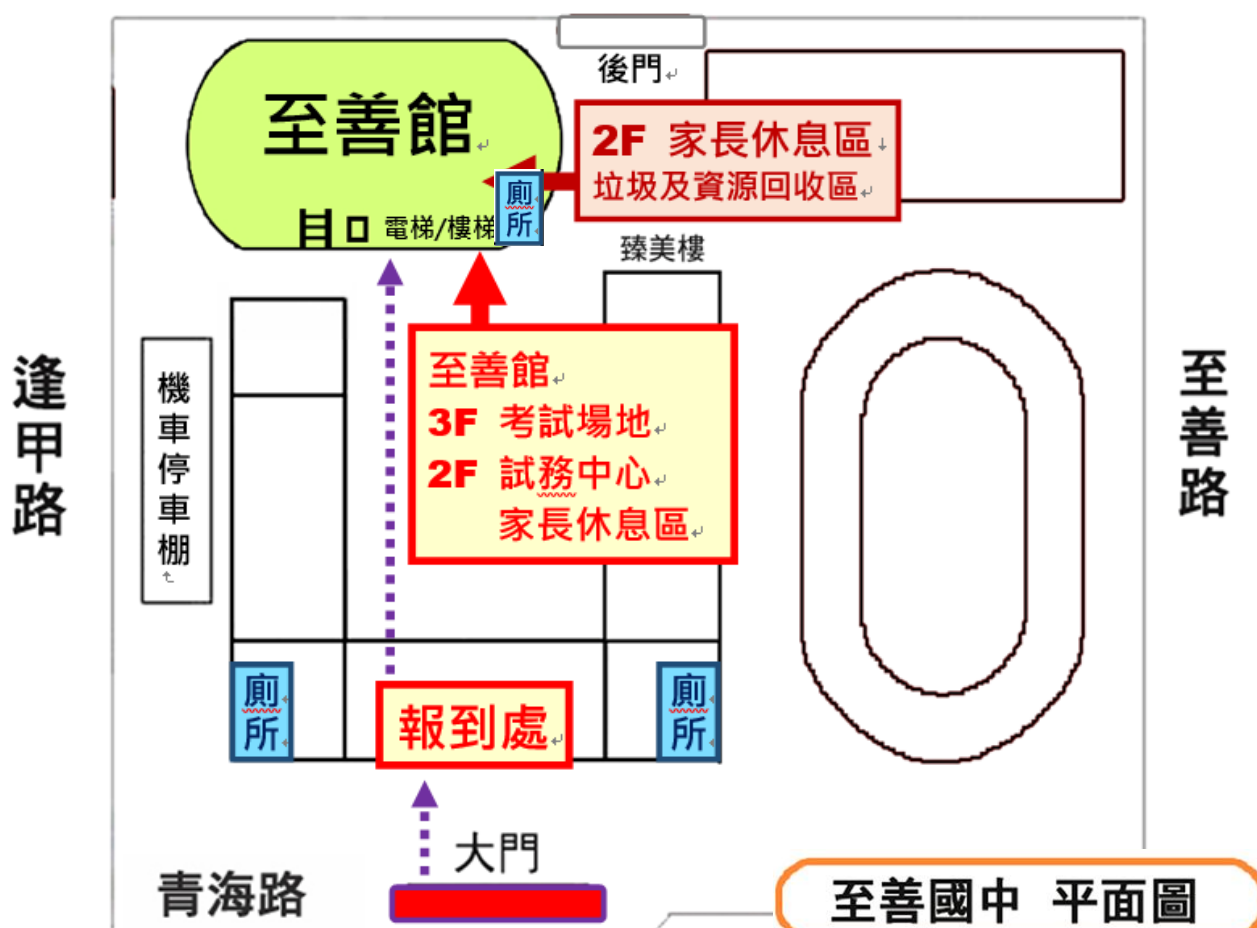 後門
至善館
2F 家長休息區
垃圾及資源回收區
廁所
電梯/樓梯
臻美樓
至善館
3F 考試場地
2F 試務中心
家長休息區
機車停車棚
逢甲路
至善路
廁所
報到處
廁所
大門
青海路
至善國中 平面圖